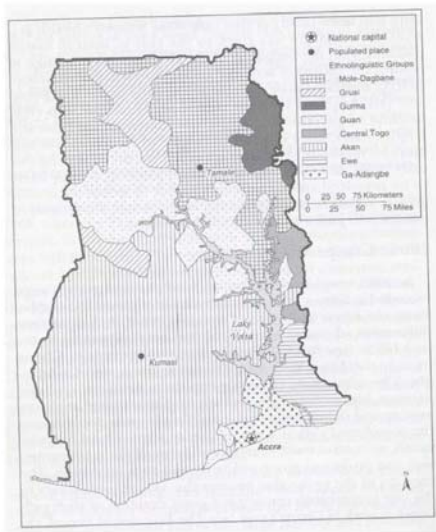 National capital
Populated place
Ethnolinguistic Groups
Mole-Dagbane
Grusi
Gurma
Guan
Central Togo
Akan
Ewe
Ga-Adangbe
0 25 50 75 Kilometers
0 25 50 75 Miles
Tamale
Lake
Volta
Kumasi
Accra
N